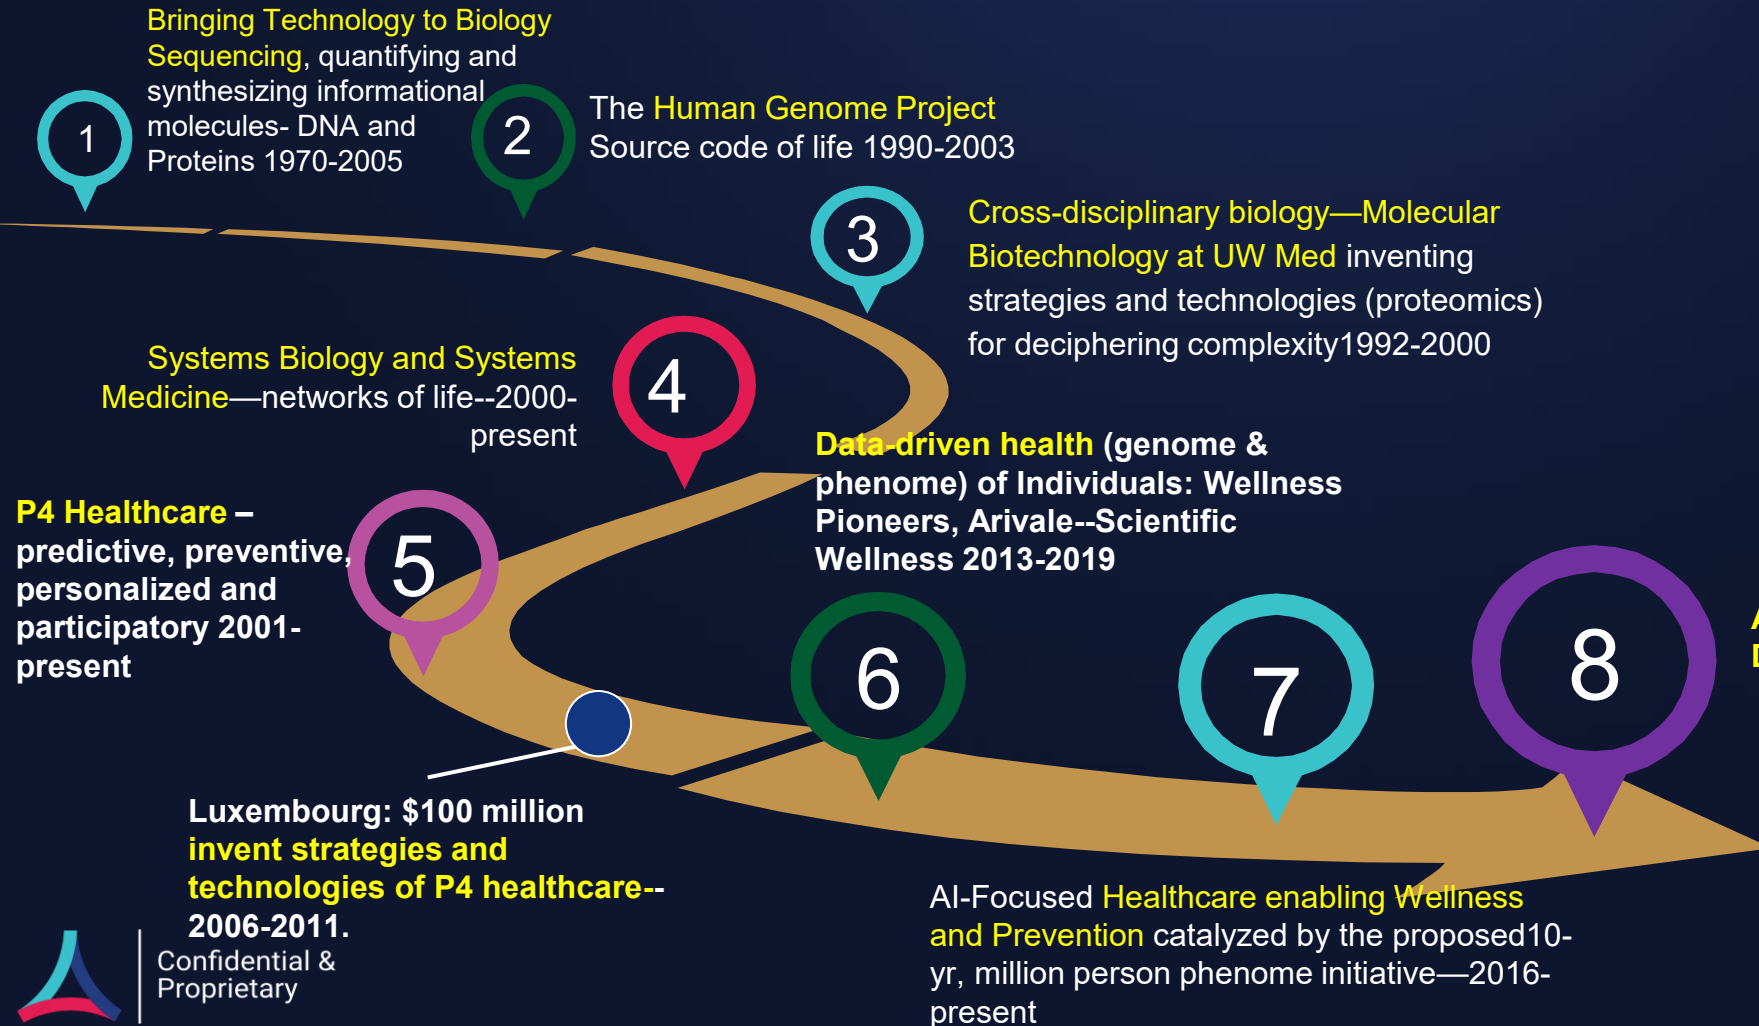 Bringing Technology to Biology
Sequencing, quantifying and
synthesizing informational
molecules- DNA and
Proteins 1970-2005
1
2
The Human Genome Project
Source code of life 1990-2003
3
Cross-disciplinary biology—Molecular
Biotechnology at UW Med inventing
strategies and technologies (proteomics)
for deciphering complexity1992-2000
4
Systems Biology and Systems
Medicine—networks of life--2000-
present
5
P4 Healthcare –
predictive, preventive,
personalized and
participatory 2001-
present
Luxembourg: $100 million
invent strategies and
technologies of P4 healthcare--
2006-2011.
Data-driven health (genome &
phenome) of Individuals: Wellness
Pioneers, Arivale--Scientific
Wellness 2013-2019
6
7
8
AI-Focused Healthcare enabling Wellness
and Prevention catalyzed by the proposed10-
yr, million person phenome initiative—2016-
present
Confidential &
Proprietary